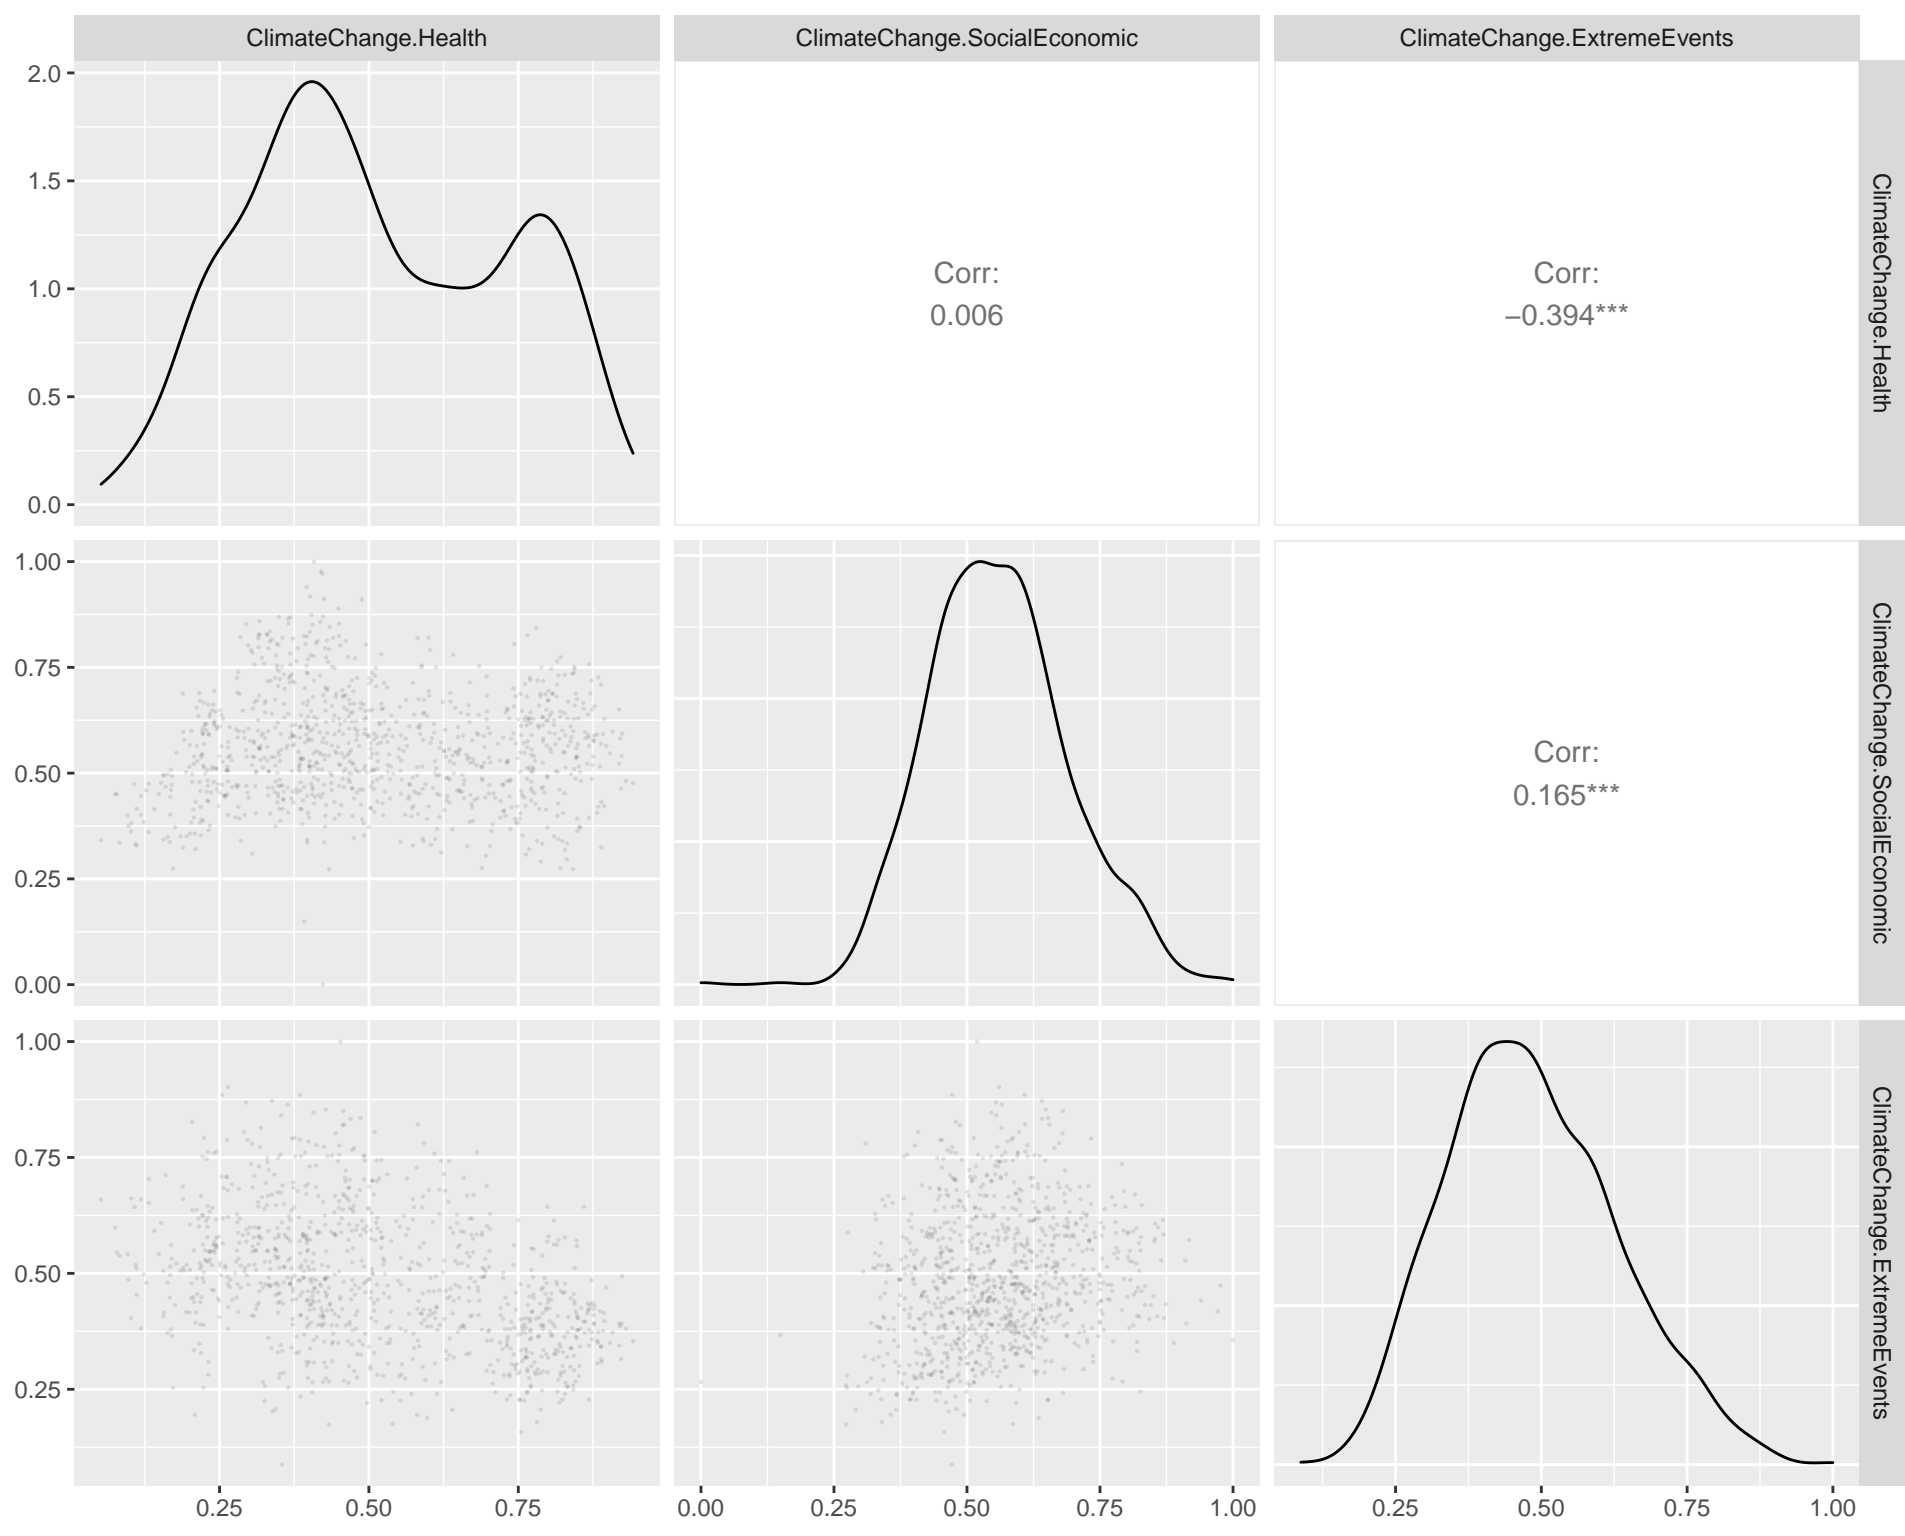 ClimateChange.Health
ClimateChange.SocialEconomic
ClimateChange.ExtremeEvents
2.0
1.5
1.0
0.5
0.0
Corr:
0.006
Corr:
−0.394***
ClimateChange.Health
1.00
0.75
0.50
0.25
0.00
Corr:
0.165***
ClimateChange.SocialEconomic
1.00
0.75
0.50
0.25
ClimateChange.ExtremeEvents
0.25 0.50 0.75
0.00 0.25 0.50 0.75 1.00
0.25 0.50 0.75 1.00